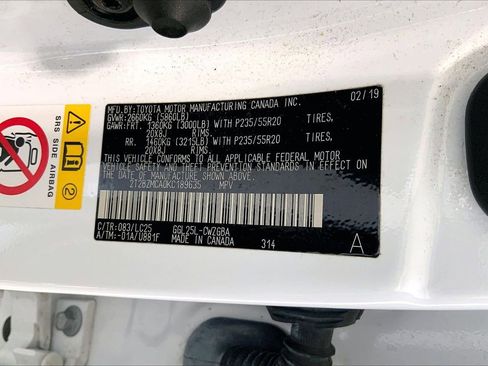 SRS SIDE AIRBAG
MFD.BY:TOYOTA MOTOR MANUFACTURING CANADA INC. 02/19
GVWR:2660KG (5860LB)
GAWR:FRT. 1360KG (3000LB) WITH P235/55R20 TIRES,
20X8J RIMS.
RR. 1460KG (3215LB) WITH P235/55R20 TIRES,
20X8J RIMS.
THIS VEHICLE CONFORMS TO ALL APPLICABLE FEDERAL MOTOR
VEHICLE SAFETY AND THEFT PREVENTION STANDARDS IN EFFECT ON
THE DATE OF MANUFACTURE SHOWN ABOVE.
2T2BZMCA0KC189635 MPV
C/TR:083/LC25 GGL25L-CWZGBA
A/TM:-01A/U881F MADE IN CANADA 314 A